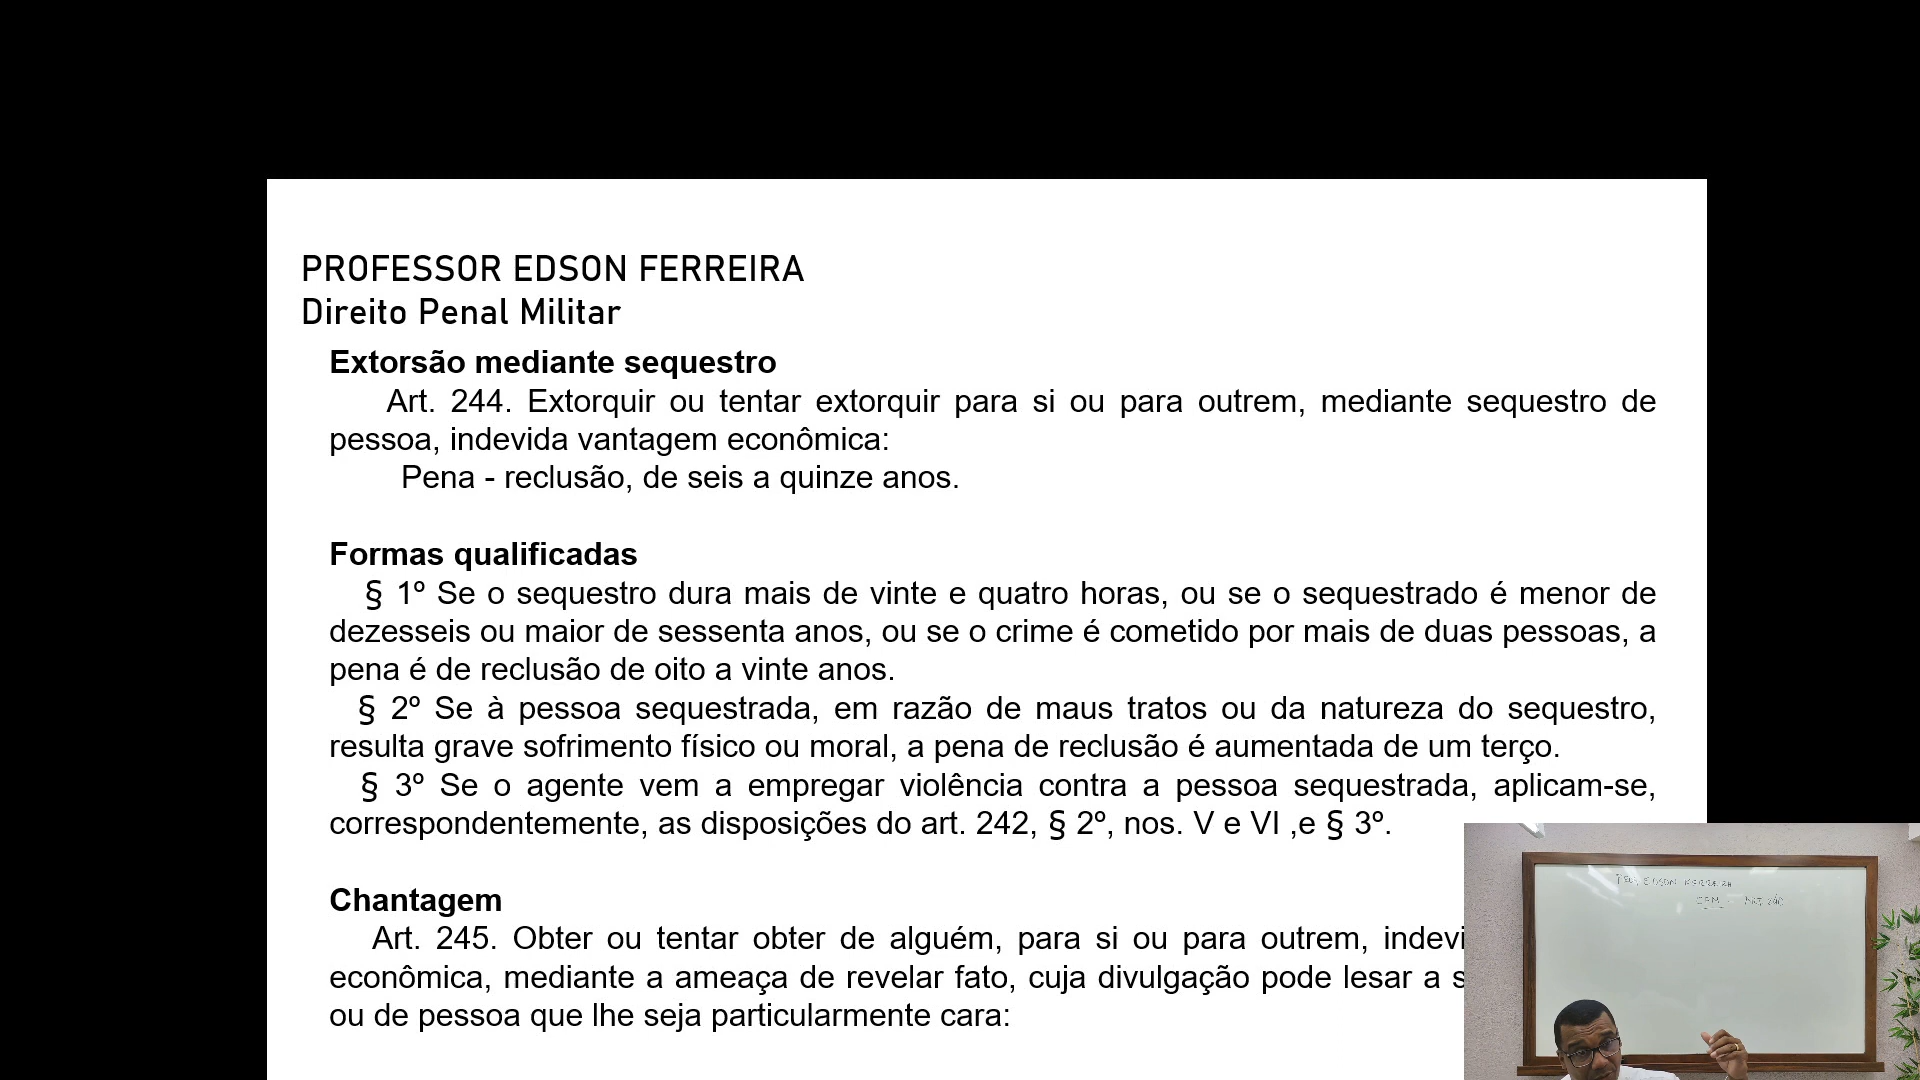 PROFESSOR EDSON FERREIRA
Direito Penal Militar
Extorsão mediante sequestro
Art. 244. Extorquir ou tentar extorquir para si ou para outrem, mediante sequestro de
pessoa, indevida vantagem econômica:
Pena - reclusão, de seis a quinze anos.
Formas qualificadas
§ 1º Se o sequestro dura mais de vinte e quatro horas, ou se o sequestrado é menor de
dezesseis ou maior de sessenta anos, ou se o crime é cometido por mais de duas pessoas, a
pena é de reclusão de oito a vinte anos.
§ 2º Se à pessoa sequestrada, em razão de maus tratos ou da natureza do sequestro,
resulta grave sofrimento físico ou moral, a pena de reclusão é aumentada de um terço.
§ 3º Se o agente vem a empregar violência contra a pessoa sequestrada, aplicam-se,
correspondentemente, as disposições do art. 242, § 2º, nos. V e VI ,e § 3º.
Chantagem
Art. 245. Obter ou tentar obter de alguém, para si ou para outrem, indevi
econômica, mediante a ameaça de revelar fato, cuja divulgação pode lesar a s
ou de pessoa que lhe seja particularmente cara:
EDSON FERREIRA
CPM